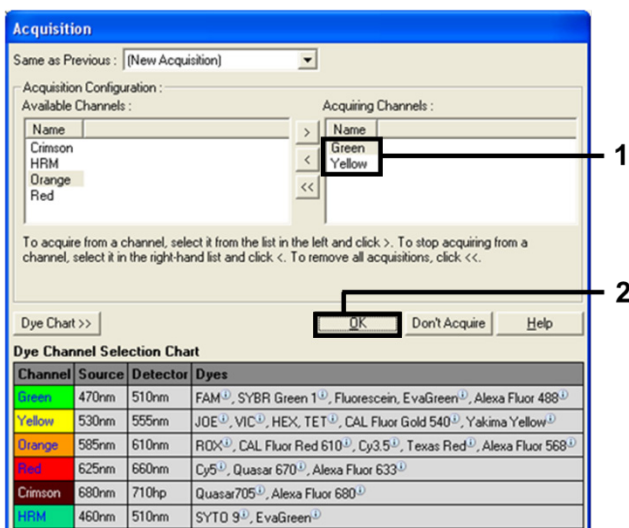 Acquisition
Same as Previous : (New Acquisition)
Acquisition Configuration :
Available Channels :
Acquiring Channels :
Name
Name
>
Crimson
Green
1
HRM
<
Yellow
Orange
<<
Red
To acquire from a channel, select it from the list in the left and click >. To stop acquiring from a
channel, select it in the right-hand list and click <. To remove all acquisitions, click <<.
2
Dye Chart >> OK Don't Acquire Help
Dye Channel Selection Chart
Channel Source Detector Dyes
Green 470nm 510nm FAM, SYBR Green 1, Fluorescein, EvaGreen, Alexa Fluor 488
Yellow 530nm 555nm JOE, VIC, HEX, TET, CAL Fluor Gold 540, Yakima Yellow
Orange 585nm 610nm ROX, CAL Fluor Red 610, Cy3.5, Texas Red, Alexa Fluor 568
Red 625nm 660nm Cy5, Quasar 670, Alexa Fluor 633
Crimson 680nm 710hp Quasar705, Alexa Fluor 680
HRM 460nm 510nm SYTO 9, EvaGreen